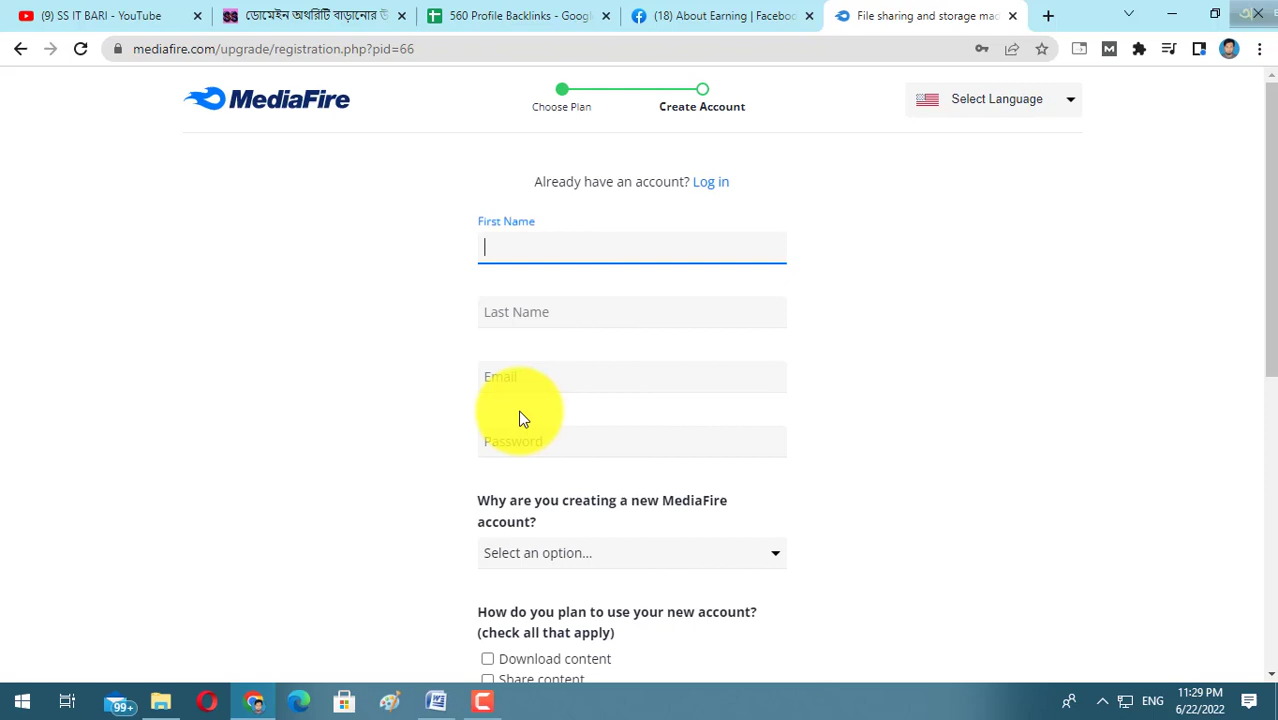 (9) SS IT BARI - YouTube
ডোমেইন অথরিটি বাড়ানোর উ
560 Profile Backlinks - Google
(18) About Earning | Facebook
File sharing and storage mad
mediafire.com/upgrade/registration.php?pid=66
MediaFire
Choose Plan
Create Account
Select Language
Already have an account? Log in
First Name
Last Name
Email
Password
Why are you creating a new MediaFire
account?
Select an option...
How do you plan to use your new account?
(check all that apply)
Download content
Share content
99+
ENG
11:29 PM
6/22/2022